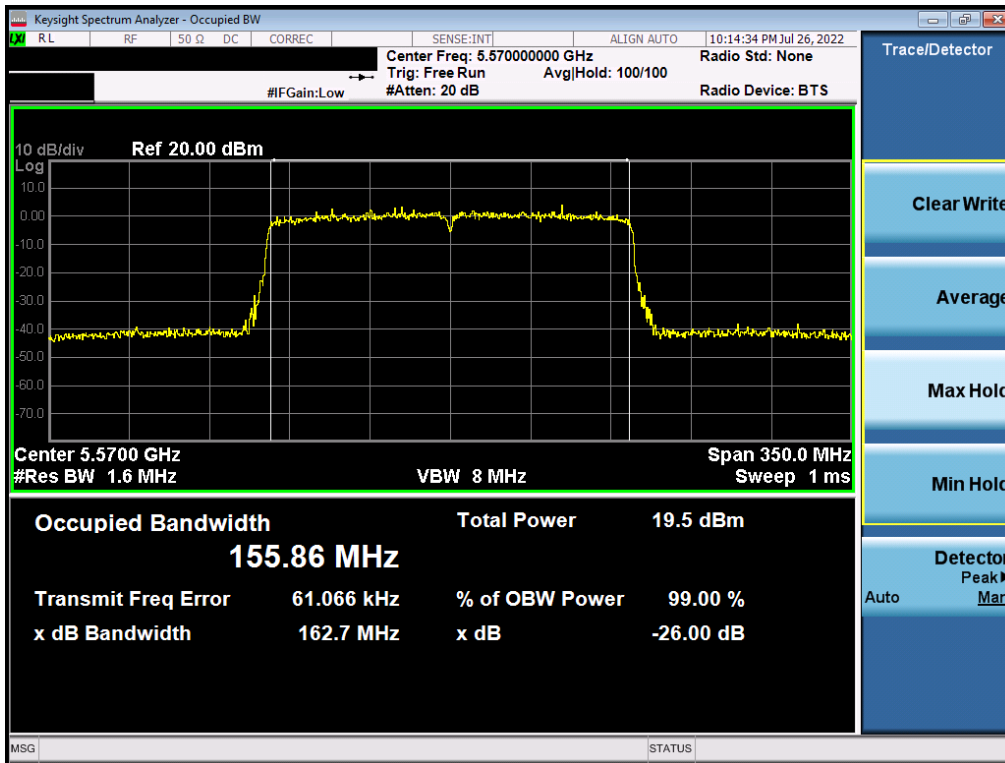 Keysight Spectrum Analyzer - Occupied BW
LXI RL RF 50 Ω DC CORREC SENSE:INT ALIGN AUTO 10:14:34 PM Jul 26, 2022
Center Freq: 5.570000000 GHz Radio Std: None
Trig: Free Run Avg|Hold: 100/100
#IFGain:Low #Atten: 20 dB Radio Device: BTS
Trace/Detector
10 dB/div Ref 20.00 dBm
Log
10.0
0.00
-10.0
-20.0
-30.0
-40.0
-50.0
-60.0
-70.0
Center 5.5700 GHz Span 350.0 MHz
#Res BW 1.6 MHz VBW 8 MHz Sweep 1 ms
Occupied Bandwidth Total Power 19.5 dBm
155.86 MHz
Transmit Freq Error 61.066 kHz % of OBW Power 99.00 %
x dB Bandwidth 162.7 MHz x dB -26.00 dB
Clear Write
Average
Max Hold
Min Hold
Detector
Peak
Auto Man
MSG STATUS